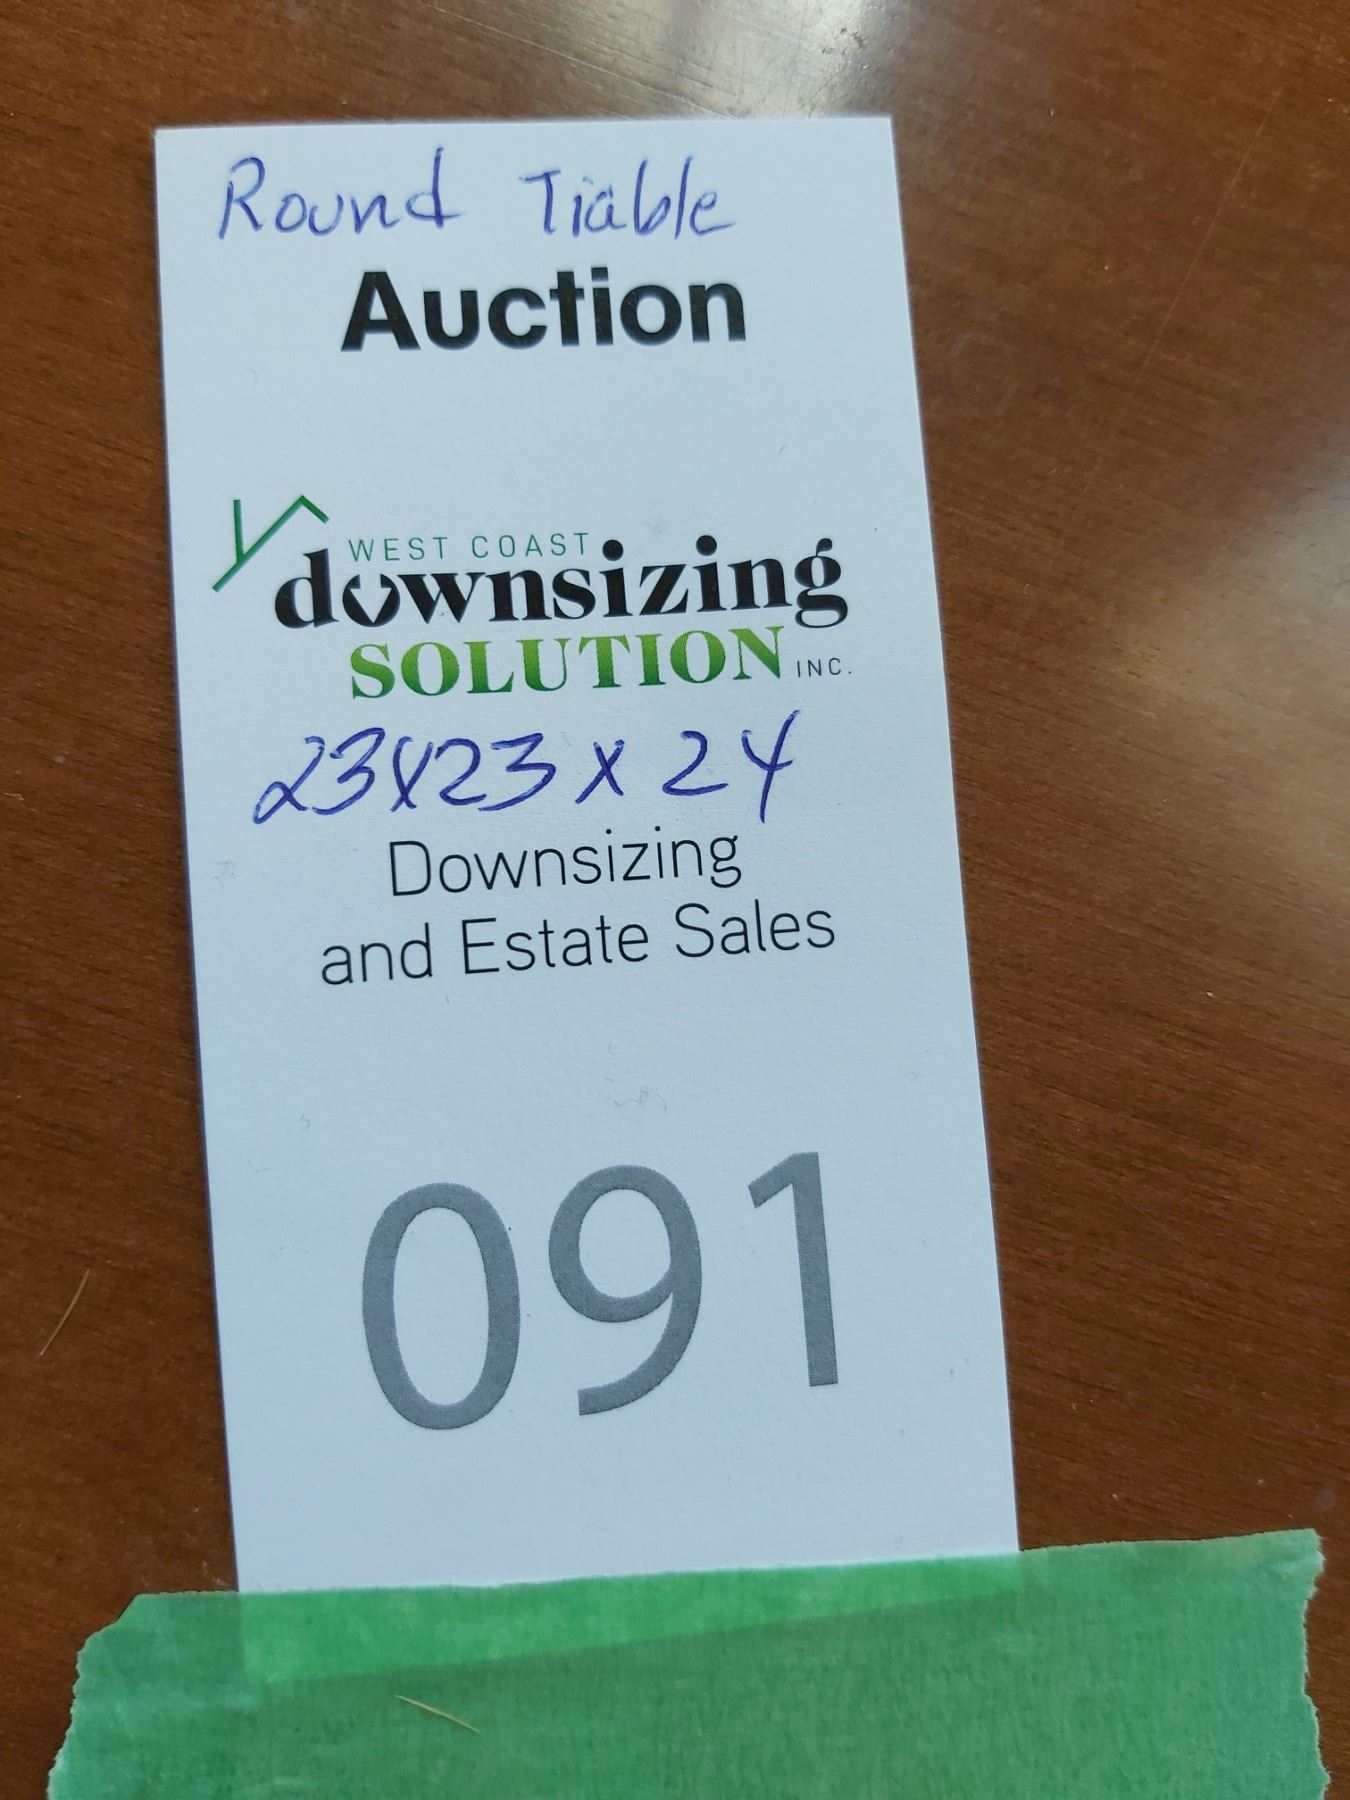 Round Tiable
Auction
WEST COAST
downsizing
SOLUTION INC.
23x23 x 24
Downsizing
and Estate Sales
091